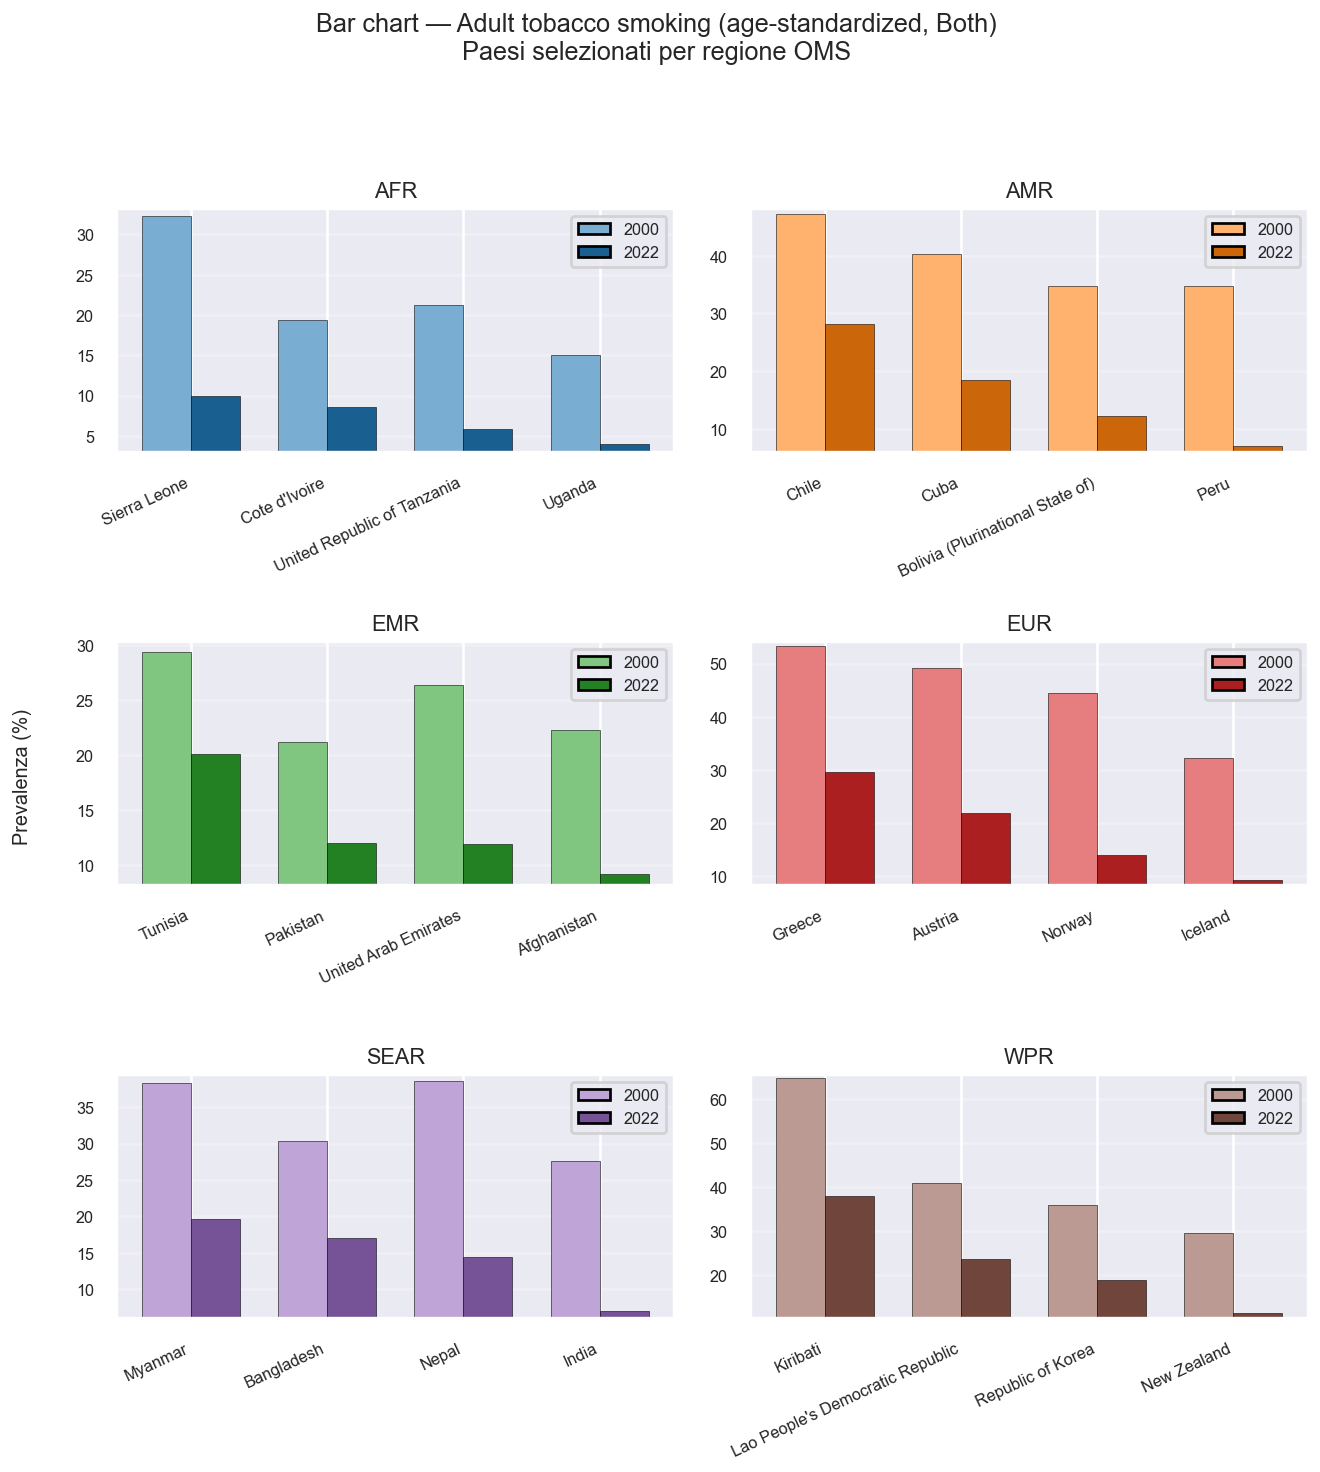 Bar chart — Adult tobacco smoking (age-standardized, Both)
Paesi selezionati per regione OMS
Prevalenza (%)
AFR
30
25
20
15
10
5
2000
2022
Sierra Leone
Cote d'Ivoire
United Republic of Tanzania
Uganda
AMR
40
30
20
10
2000
2022
Chile
Cuba
Bolivia (Plurinational State of)
Peru
EMR
30
25
20
15
10
2000
2022
Tunisia
Pakistan
United Arab Emirates
Afghanistan
EUR
50
40
30
20
10
2000
2022
Greece
Austria
Norway
Iceland
SEAR
35
30
25
20
15
10
2000
2022
Myanmar
Bangladesh
Nepal
India
WPR
60
50
40
30
20
2000
2022
Kiribati
Lao People's Democratic Republic
Republic of Korea
New Zealand